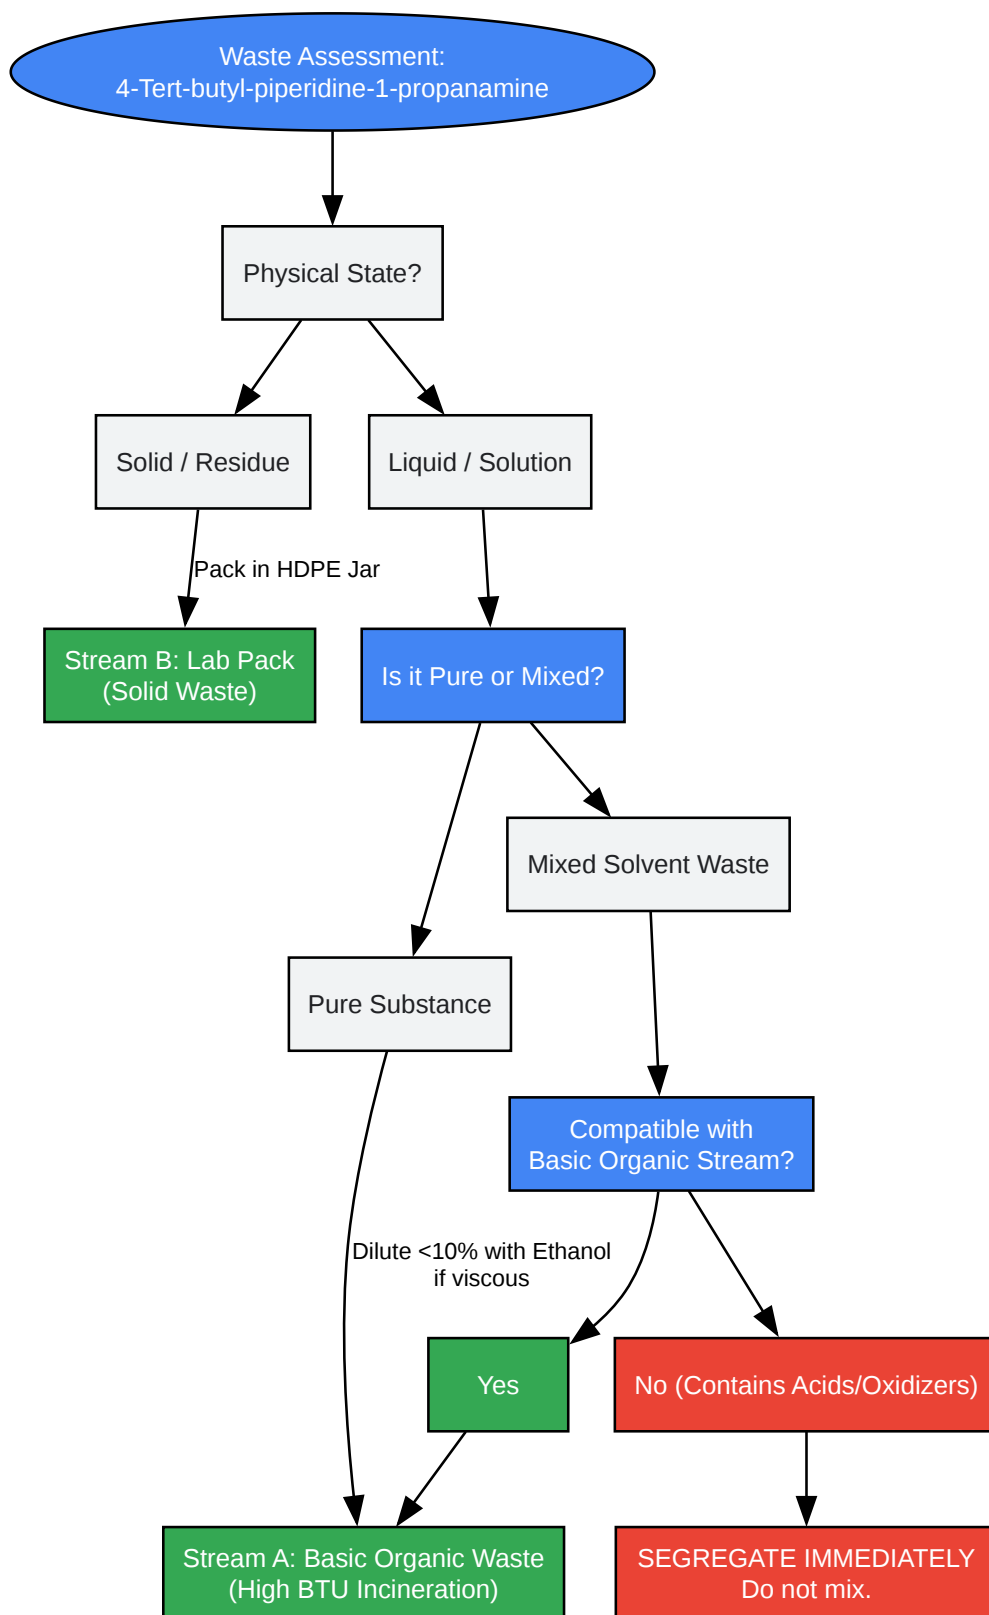 Waste Assessment:
4-Tert-butyl-piperidine-1-propanamine
Physical State?
Solid / Residue
Liquid / Solution
Pack in HDPE Jar
Stream B: Lab Pack
(Solid Waste)
Is it Pure or Mixed?
Mixed Solvent Waste
Pure Substance
Compatible with
Basic Organic Stream?
Dilute <10% with Ethanol
if viscous
Yes
No (Contains Acids/Oxidizers)
Stream A: Basic Organic Waste
(High BTU Incineration)
SEGREGATE IMMEDIATELY
Do not mix.